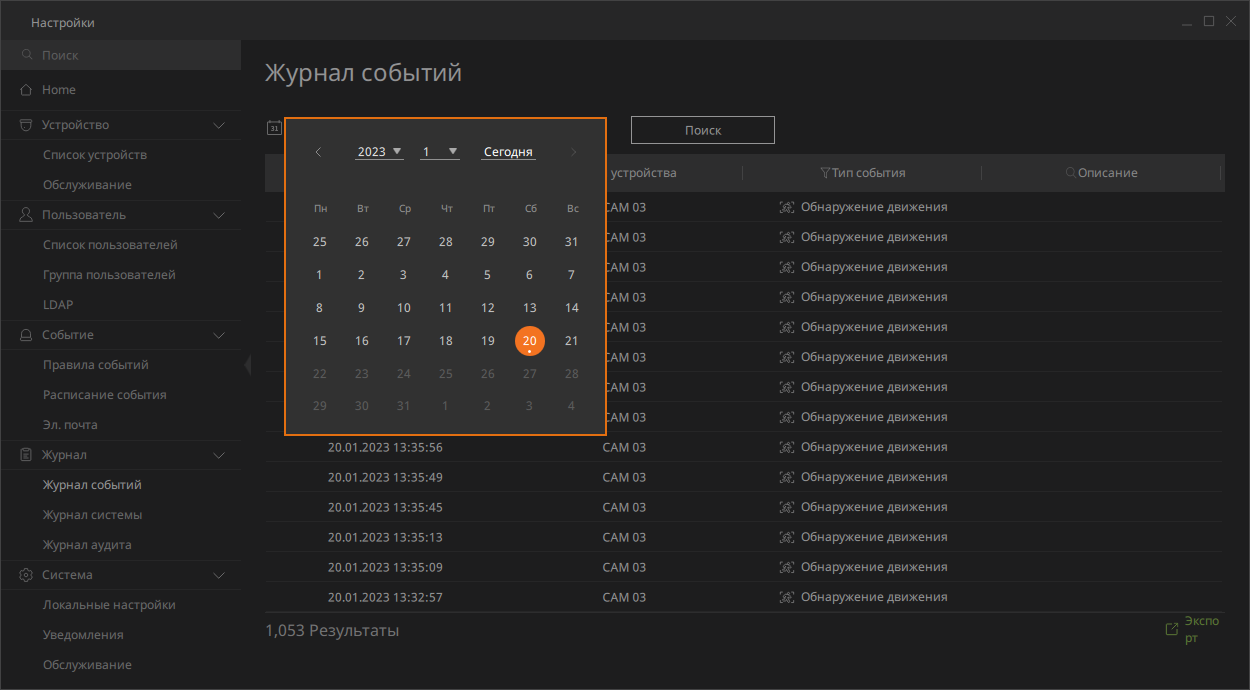 Настройки
Поиск
Home
Устройство
Список устройств
Обслуживание
Пользователь
Список пользователей
Группа пользователей
LDAP
Событие
Правила событий
Расписание события
Эл. почта
Журнал
Журнал событий
Журнал системы
Журнал аудита
Система
Локальные настройки
Уведомления
Обслуживание
Журнал событий
31
2023 1 Сегодня
Пн Вт Ср Чт Пт Сб Вс
25 26 27 28 29 30 31
1 2 3 4 5 6 7
8 9 10 11 12 13 14
15 16 17 18 19 20 21
22 23 24 25 26 27 28
29 30 31 1 2 3 4
Поиск
устройства Тип события Описание
CAM 03 Обнаружение движения
CAM 03 Обнаружение движения
CAM 03 Обнаружение движения
CAM 03 Обнаружение движения
CAM 03 Обнаружение движения
CAM 03 Обнаружение движения
CAM 03 Обнаружение движения
CAM 03 Обнаружение движения
20.01.2023 13:35:56 CAM 03 Обнаружение движения
20.01.2023 13:35:49 CAM 03 Обнаружение движения
20.01.2023 13:35:45 CAM 03 Обнаружение движения
20.01.2023 13:35:13 CAM 03 Обнаружение движения
20.01.2023 13:35:09 CAM 03 Обнаружение движения
20.01.2023 13:32:57 CAM 03 Обнаружение движения
1,053 Результаты
Экспо
рт